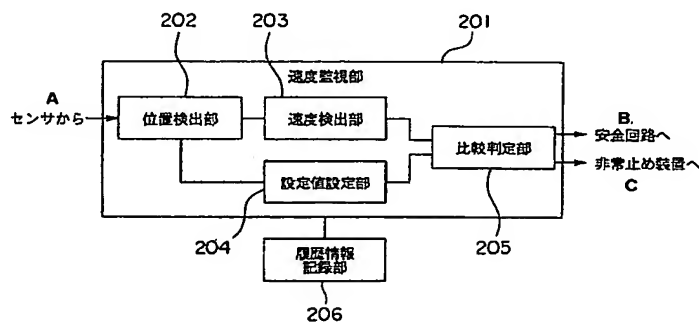 202
203
201
速度監視部
A
センサから
位置検出部
速度検出部
B.
安全回路へ
比較判定部
非常止め装置へ
C
設定値設定部
204
205
履歴情報
記録部
206